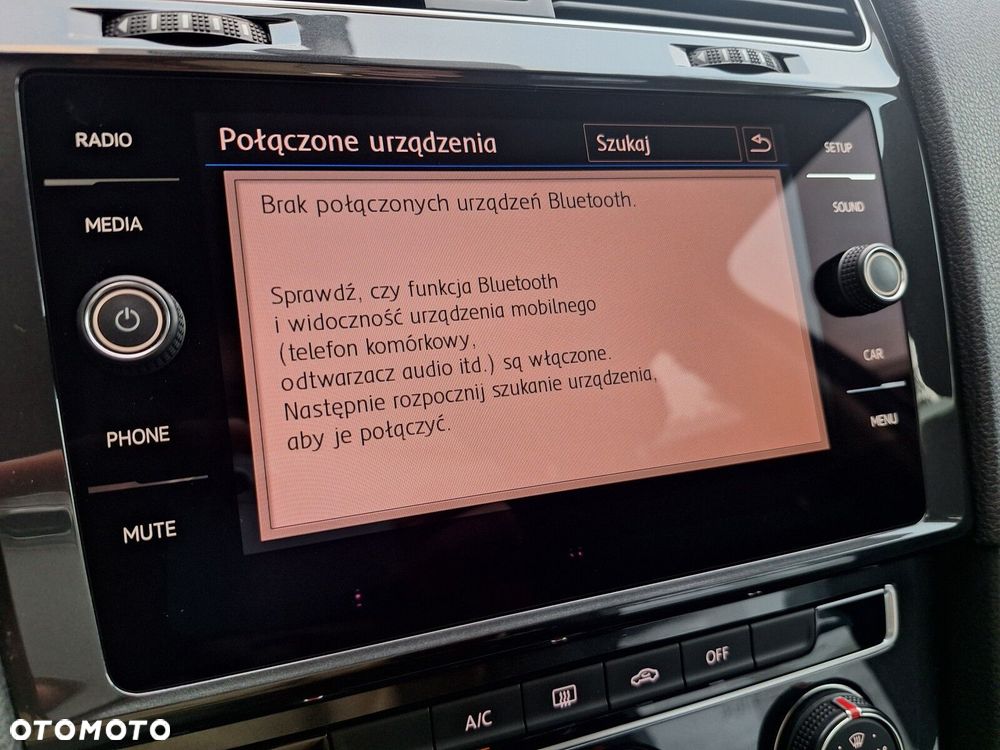 RADIO
MEDIA
PHONE
MUTE
Połączone urządzenia
Szukaj
Brak połączonych urządzeń Bluetooth.
Sprawdź, czy funkcja Bluetooth
i widoczność urządzenia mobilnego
(telefon komórkowy,
odtwarzacz audio itd.) są włączone.
Następnie rozpocznij szukanie urządzenia,
aby je połączyć.
SETUP
SOUND
CAR
MENU
A/C
OFF
OTOMOTO